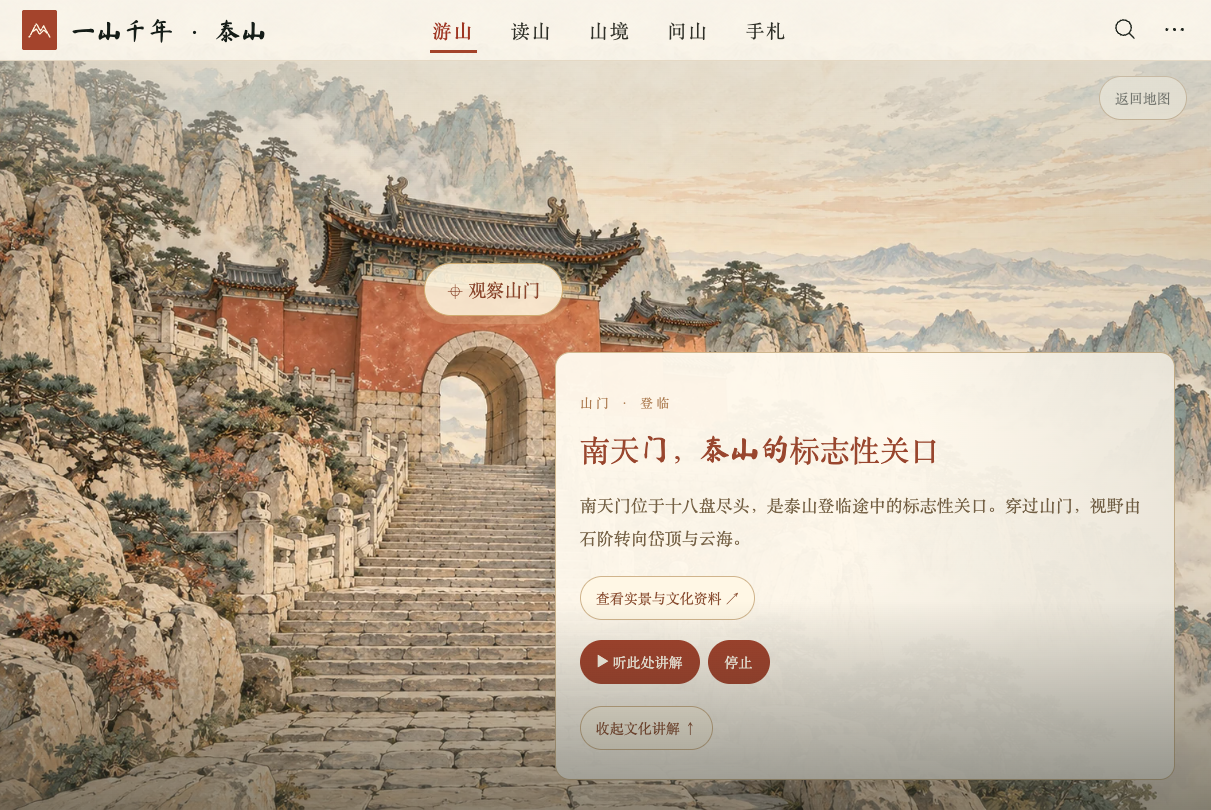 一山千年 · 泰山
游山 读山 山境 问山 手札
返回地图
观察山门
山门 · 登临
南天门，泰山的标志性关口
南天门位于十八盘尽头，是泰山登临途中的标志性关口。穿过山门，视野由
石阶转向岱顶与云海。
查看实景与文化资料 ↗
▶ 听此处讲解 停止
收起文化讲解 ↑